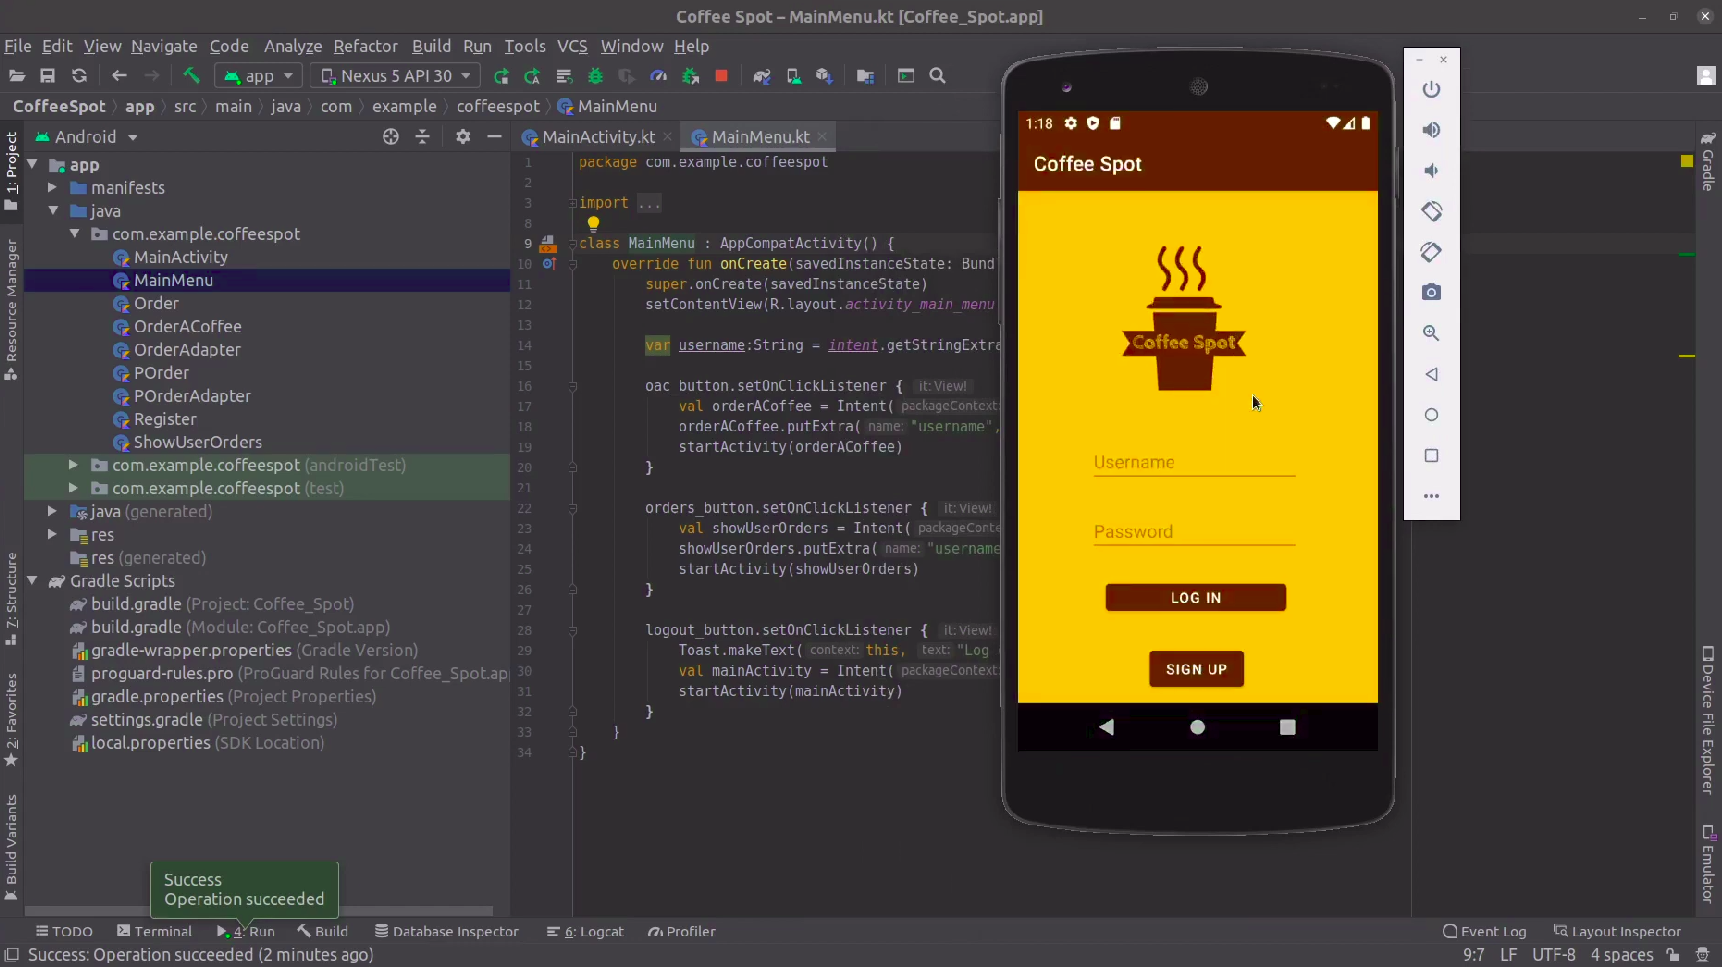 Coffee Spot – MainMenu.kt [Coffee_Spot.app]
File Edit View Navigate Code Analyze Refactor Build Run Tools VCS Window Help
app Nexus 5 API 30
CoffeeSpot app src main java com example coffeespot MainMenu
Android
MainActivity.kt MainMenu.kt
1: Project
Resource Manager
Z: Structure
2: Favorites
Build Variants
app
manifests
java
com.example.coffeespot
MainActivity
MainMenu
Order
OrderACoffee
OrderAdapter
POrder
POrderAdapter
Register
ShowUserOrders
com.example.coffeespot (androidTest)
com.example.coffeespot (test)
java (generated)
res
res (generated)
Gradle Scripts
build.gradle (Project: Coffee_Spot)
build.gradle (Module: Coffee_Spot.app)
gradle-wrapper.properties (Gradle Version)
proguard-rules.pro (ProGuard Rules for Coffee_Spot.app
gradle.properties (Project Properties)
settings.gradle (Project Settings)
local.properties (SDK Location)
1 package com.example.coffeespot
2
3 import ...
8
9 class MainMenu : AppCompatActivity() {
10 override fun onCreate(savedInstanceState: Bund
11 super.onCreate(savedInstanceState)
12 setContentView(R.layout.activity_main_menu
13
14 var username:String = intent.getStringExtra
15
16 oac_button.setOnClickListener { it: View!
17 val orderACoffee = Intent( packageContext:
18 orderACoffee.putExtra( name: "username",
19 startActivity(orderACoffee)
20 }
22 orders_button.setOnClickListener { it: View!
23 val showUserOrders = Intent( packageContext
24 showUserOrders.putExtra( name: "username
25 startActivity(showUserOrders)
26 }
27
28 logout_button.setOnClickListener { it: View!
29 Toast.makeText( context: this, text: "Log
30 val mainActivity = Intent( packageContext:
31 startActivity(mainActivity)
32 }
33 }
34 }
1:18
Coffee Spot
Coffee Spot
Username
Password
LOG IN
SIGN UP
Gradle
Device File Explorer
Emulator
Success
Operation succeeded
TODO Terminal 4: Run Build Database Inspector 6: Logcat Profiler Event Log Layout Inspector
Success: Operation succeeded (2 minutes ago) 9:7 LF UTF-8 4 spaces